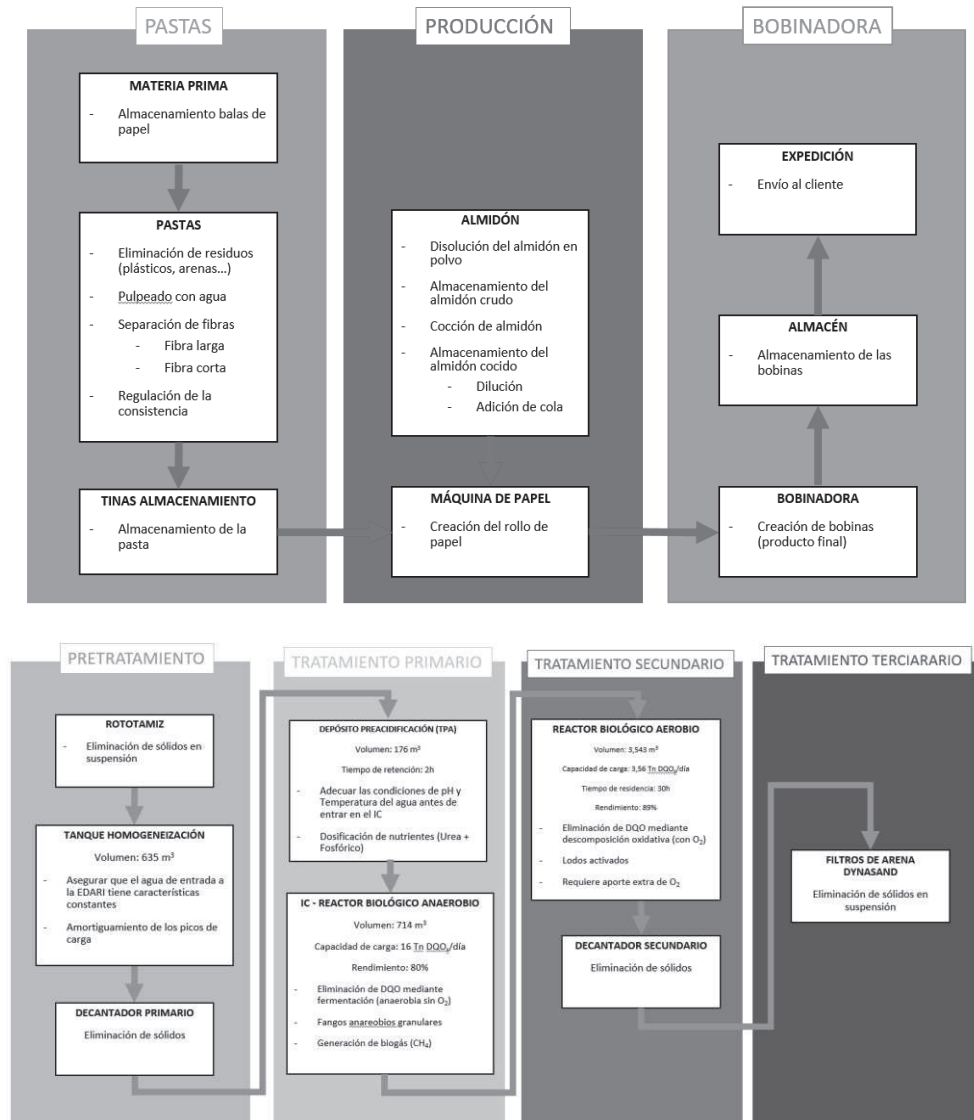 PASTAS
MATERIA PRIMA
- Almacenamiento balas de
papel
PASTAS
- Eliminación de residuos
(plásticos, arenas...)
- Pulpeado con agua
- Separación de fibras
- Fibra larga
- Fibra corta
- Regulación de la
consistencia
TINAS ALMACENAMIENTO
- Almacenamiento de la
pasta
PRODUCCIÓN
ALMIDÓN
- Disolución del almidón en
polvo
- Almacenamiento del
almidón crudo
- Cocción de almidón
- Almacenamiento del
almidón cocido
- Dilución
- Adición de cola
MÁQUINA DE PAPEL
- Creación del rollo de
papel
BOBINADORA
EXPEDICIÓN
- Envío al cliente
ALMACÉN
- Almacenamiento de las
bobinas
BOBINADORA
- Creación de bobinas
(producto final)
PRETRATAMIENTO
ROTOTAMIZ
- Eliminación de sólidos en
suspensión
TANQUE HOMOGENEIZACIÓN
Volumen: 635 m³
- Asegurar que el agua de entrada a
la EDARI tiene características
constantes
- Amortiguamiento de los picos de
carga
DECANTADOR PRIMARIO
Eliminación de sólidos
TRATAMIENTO PRIMARIO
DEPÓSITO PREACIDIFICACIÓN (TPA)
Volumen: 176 m³
Tiempo de retención: 2h
- Adecuar las condiciones de pH y
Temperatura del agua antes de
entrar en el IC
- Dosificación de nutrientes (Urea +
Fosfórico)
IC - REACTOR BIOLÓGICO ANAEROBIO
Volumen: 714 m³
Capacidad de carga: 16 Tn DQOs/día
Rendimiento: 80%
- Eliminación de DQO mediante
fermentación (anaerobia sin O₂)
- Fangos anareobios granulares
- Generación de biogás (CH₄)
TRATAMIENTO SECUNDARIO
REACTOR BIOLÓGICO AEROBIO
Volumen: 3,543 m³
Capacidad de carga: 3,56 Tn DQOs/día
Tiempo de residencia: 30h
Rendimiento: 89%
- Eliminación de DQO mediante
descomposición oxidativa (con O₂)
- Lodos activados
- Requiere aporte extra de O₂
DECANTADOR SECUNDARIO
Eliminación de sólidos
TRATAMIENTO TERCIARARIO
FILTROS DE ARENA
DYNASAND
Eliminación de sólidos en
suspensión